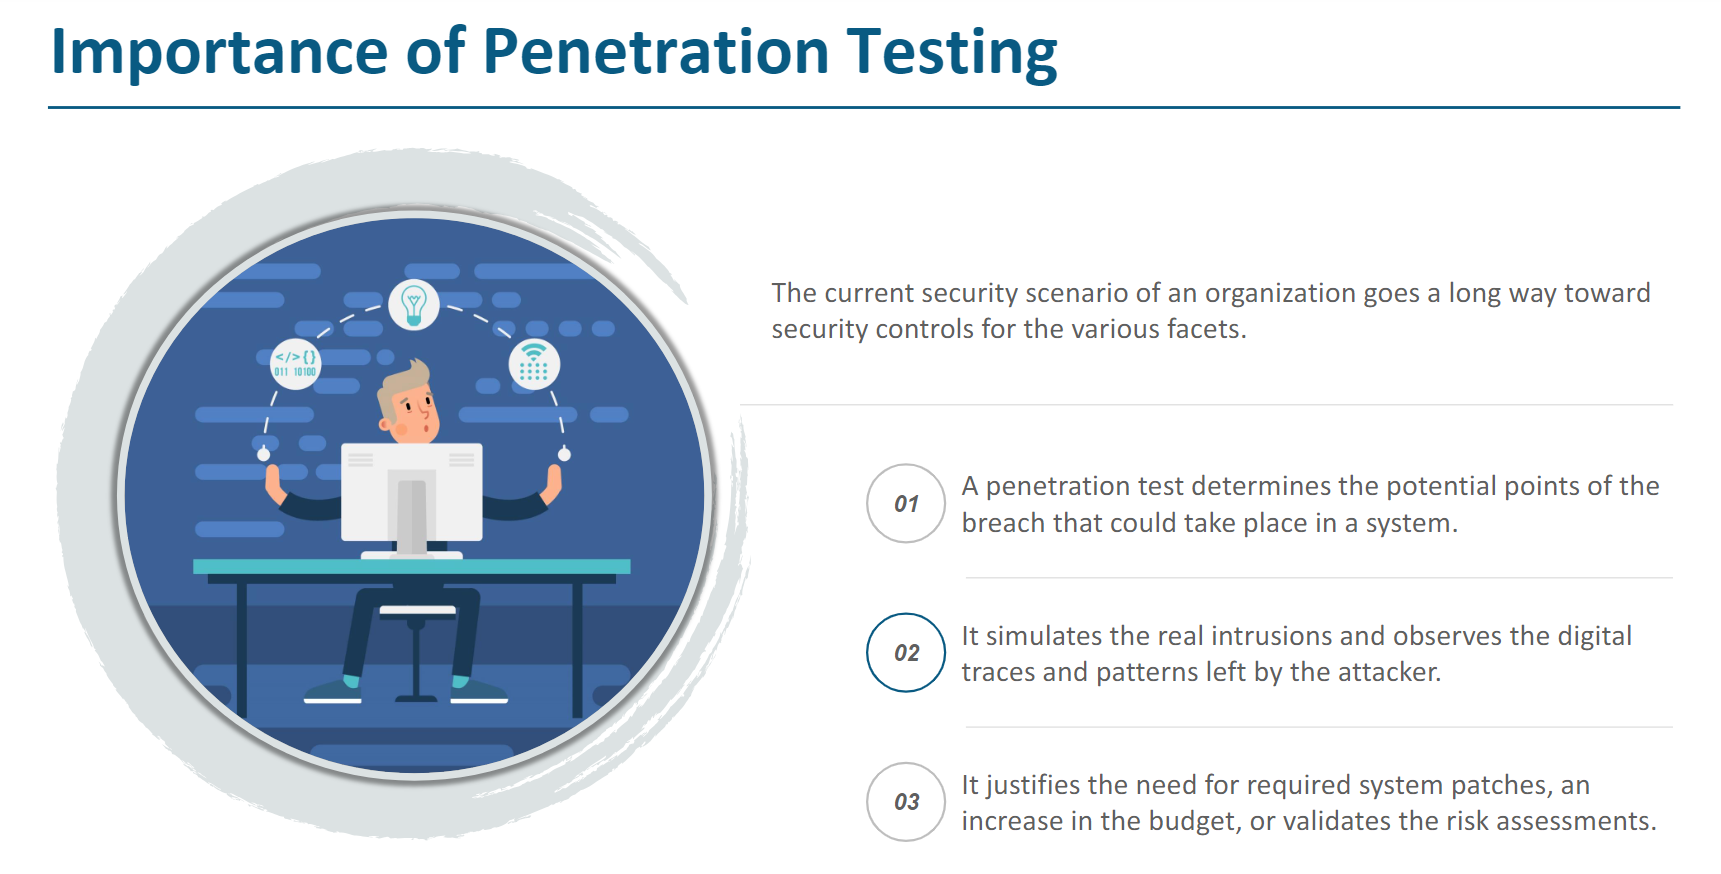 Importance of Penetration Testing
</>{}
011 10100
The current security scenario of an organization goes a long way toward
security controls for the various facets.
01
A penetration test determines the potential points of the
breach that could take place in a system.
02
It simulates the real intrusions and observes the digital
traces and patterns left by the attacker.
03
It justifies the need for required system patches, an
increase in the budget, or validates the risk assessments.